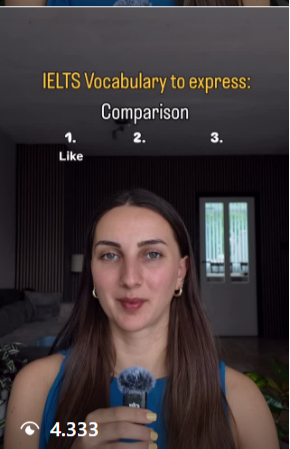 IELTS Vocabulary to express:
Comparison
1. 2. 3.
Like
4.333